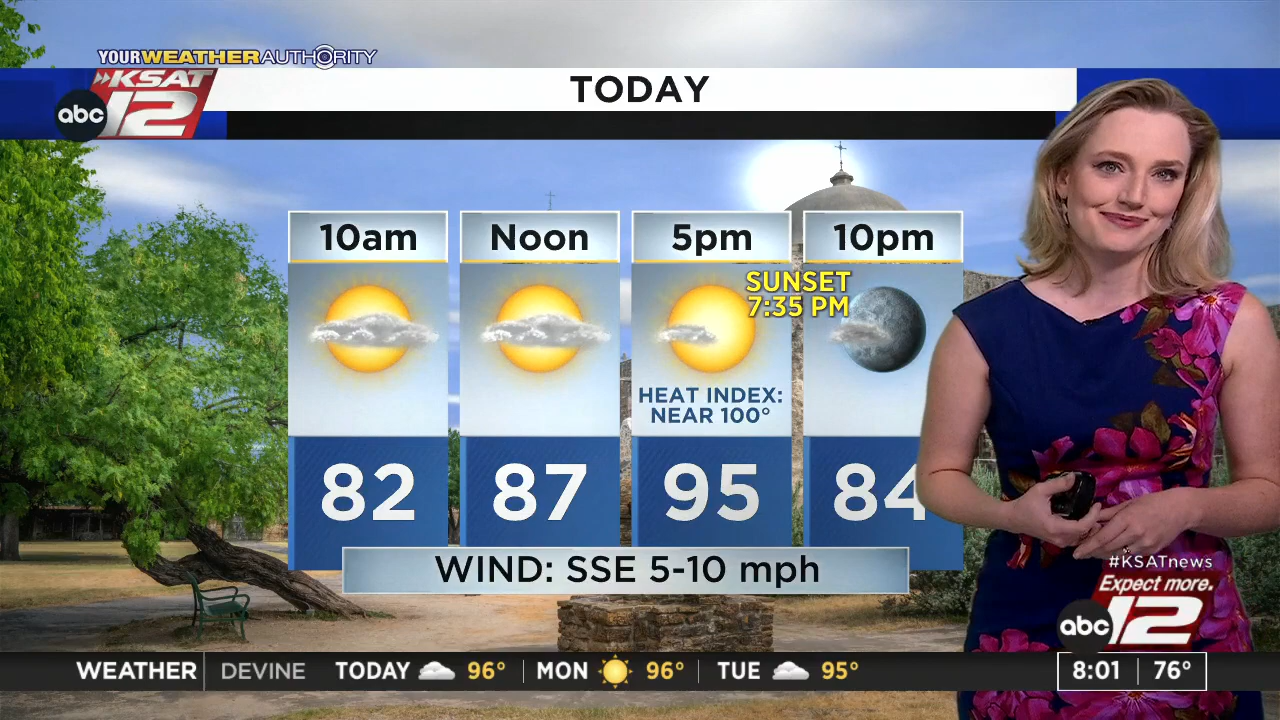 YOURWEATHERAUTHORITY
KSAT
abc 12
TODAY
10am
Noon
5pm
10pm
SUNSET
7:35 PM
HEAT INDEX:
NEAR 100°
82
87
95
84
WIND: SSE 5-10 mph
#KSATnews
Expect more.
abc 12
WEATHER DEVINE TODAY 96° MON 96° TUE 95°
8:01 76°